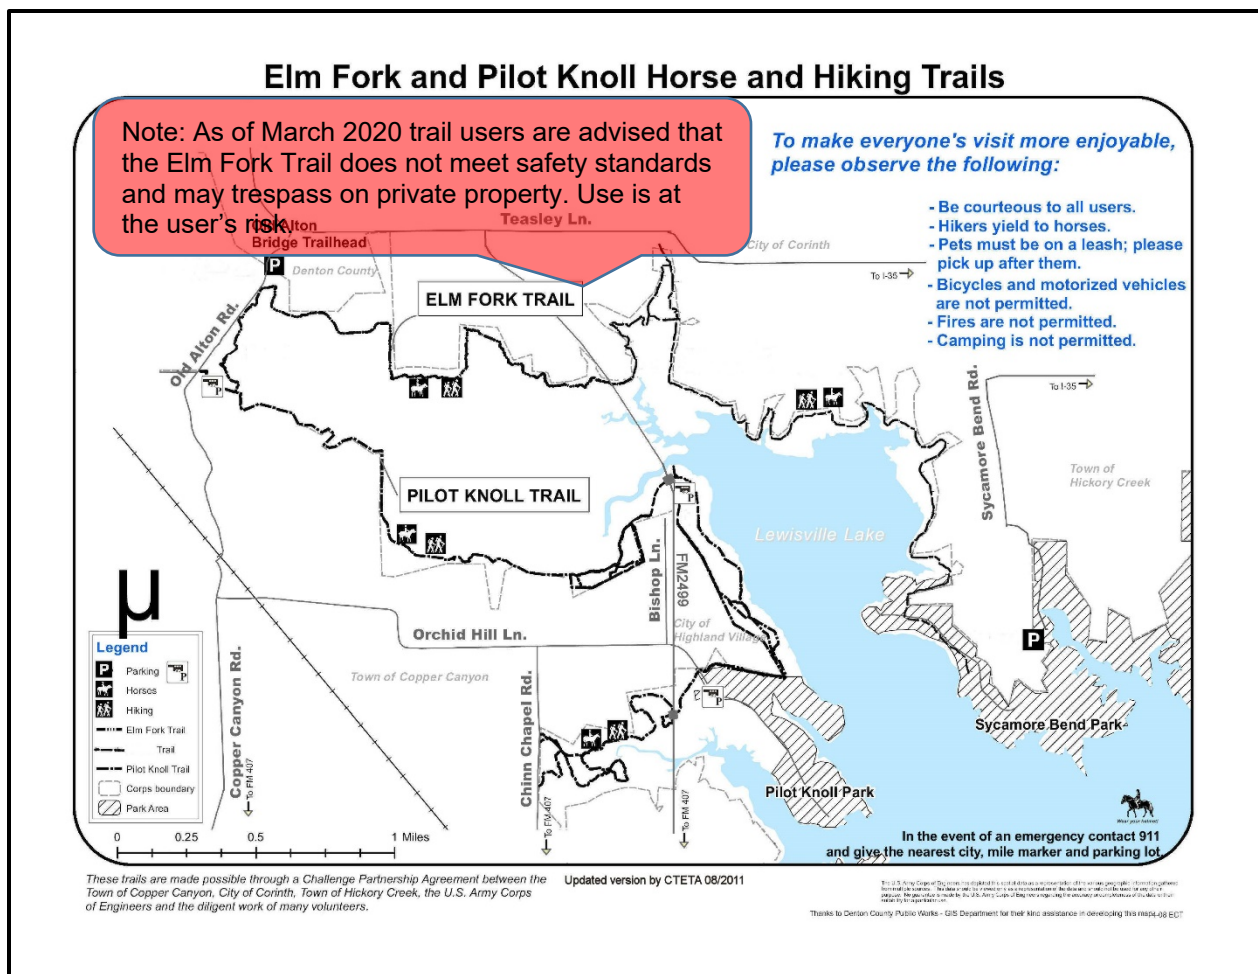 Elm Fork and Pilot Knoll Horse and Hiking Trails
Note: As of March 2020 trail users are advised that
the Elm Fork Trail does not meet safety standards
and may trespass on private property. Use is at
the user's risk.
To make everyone's visit more enjoyable,
please observe the following:
- Be courteous to all users.
- Hikers yield to horses.
- Pets must be on a leash; please
pick up after them.
- Bicycles and motorized vehicles
are not permitted.
- Fires are not permitted.
- Camping is not permitted.
Teasley Ln.
Old Alton
Bridge Trailhead
P
Denton County
City of Corinth
To I-35
ELM FORK TRAIL
Old Alton Rd.
P
To I-35
Sycamore Bend Rd.
Town of
Hickory Creek
PILOT KNOLL TRAIL
P
Lewisville Lake
Bishop Ln.
FM2499
City of
Highland Village
Orchid Hill Ln.
Town of Copper Canyon
Copper Canyon Rd.
Chinn Chapel Rd.
P
P
Sycamore Bend Park
Pilot Knoll Park
To FM 407
To FM 407
To FM 407
μ
Legend
P Parking P
Horses
Hiking
Elm Fork Trail
Trail
Pilot Knoll Trail
Corps boundary
Park Area
0 0.25 0.5 1 Miles
Wear your helmet!
In the event of an emergency contact 911
and give the nearest city, mile marker and parking lot.
These trails are made possible through a Challenge Partnership Agreement between the
Town of Copper Canyon, City of Corinth, Town of Hickory Creek, the U.S. Army Corps
of Engineers and the diligent work of many volunteers.
Updated version by CTETA 08/2011
Thanks to Denton County Public Works - GIS Department for their kind assistance in developing this map
4-08 ECT